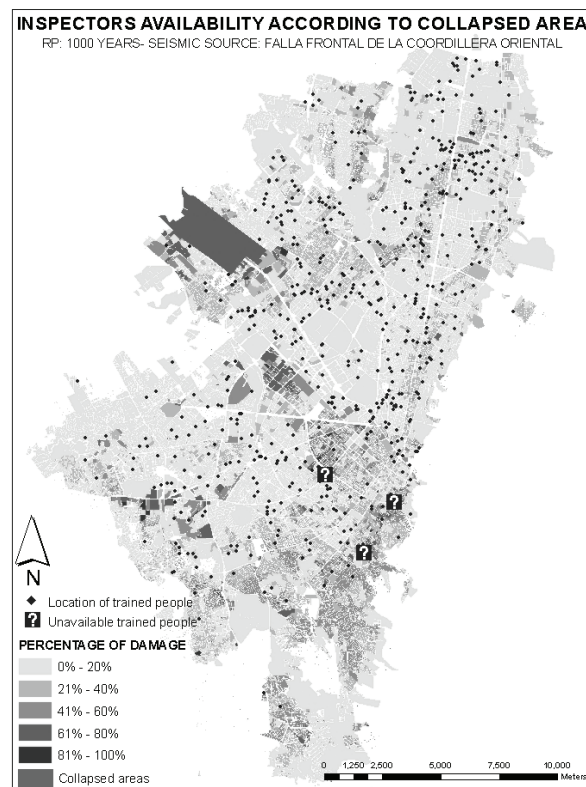 INSPECTORS AVAILABILITY ACCORDING TO COLLAPSED AREA
RP: 1000 YEARS- SEISMIC SOURCE: FALLA FRONTAL DE LA COORDILLERA ORIENTAL
?
?
?
N
Location of trained people
? Unavailable trained people
PERCENTAGE OF DAMAGE
0% - 20%
21% - 40%
41% - 60%
61% - 80%
81% - 100%
Collapsed areas
0 1,250 2,500 5,000 7,500 10,000
Meters